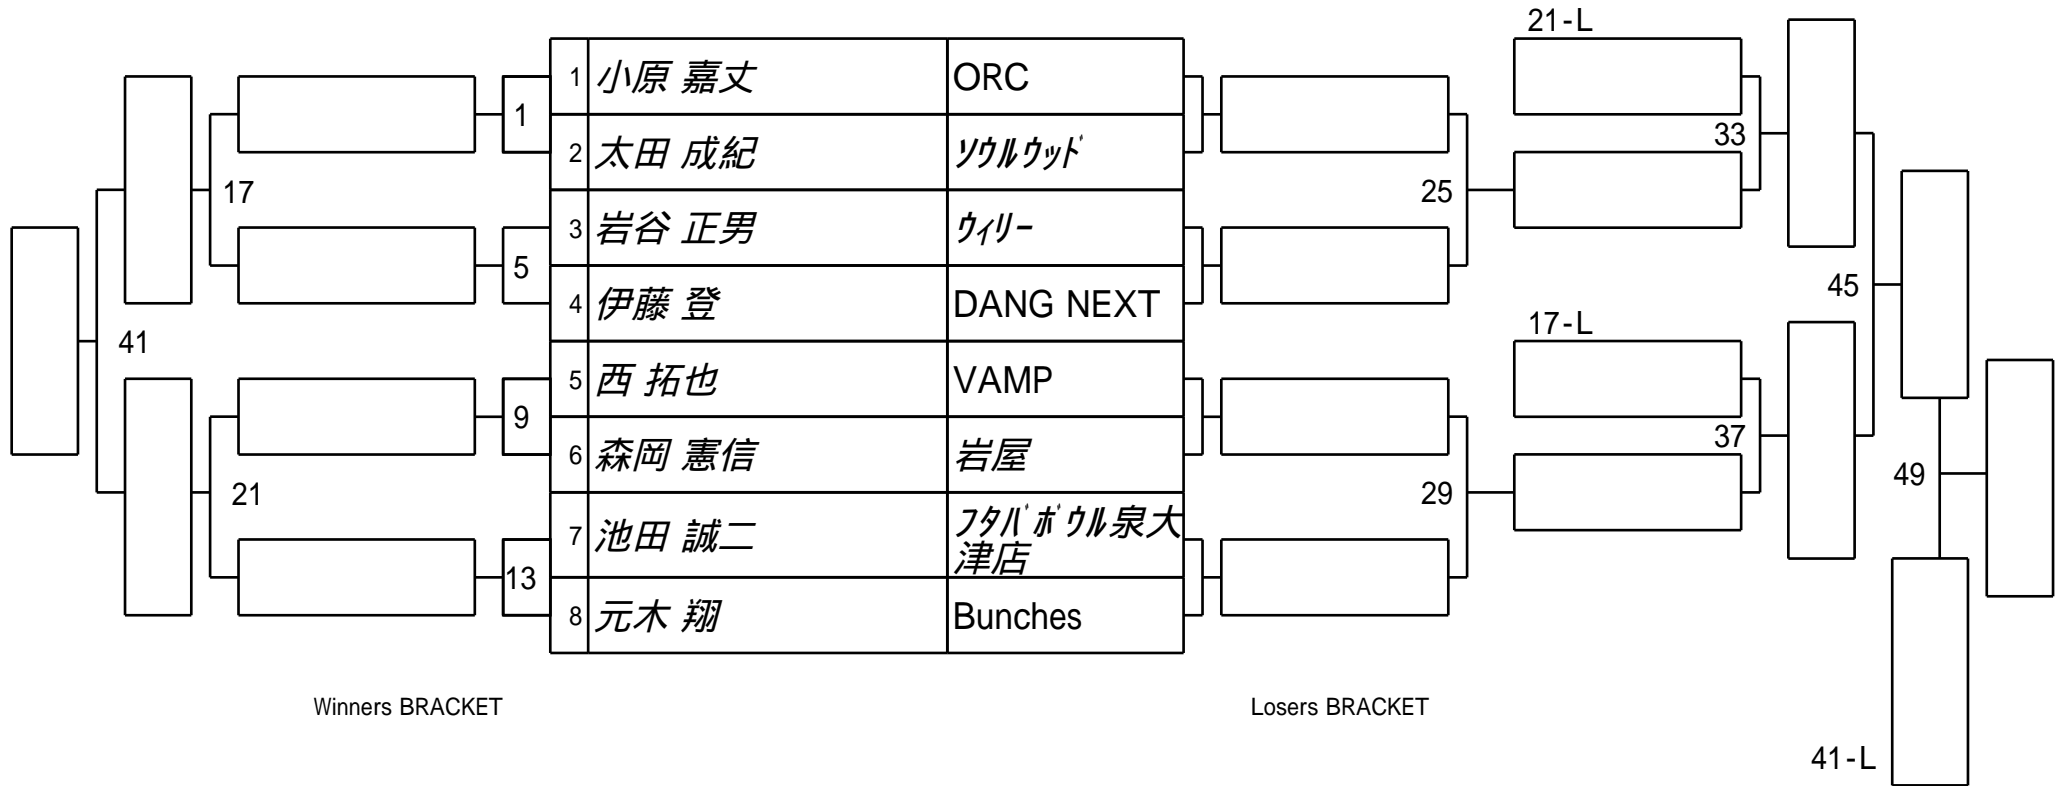 21-L
1 小原 嘉丈 ORC
1
2 太田 成紀 ｿｳﾙｳｯﾄﾞ
33
17
25
3 岩谷 正男 ｳｨﾘｰ
5
4 伊藤 登 DANG NEXT
45
41
17-L
5 西 拓也 VAMP
9
6 森岡 憲信 岩屋
37
21
29
49
7 池田 誠二 ﾌﾀﾊﾞﾎﾞｳﾙ泉大
津店
13
8 元木 翔 Bunches
Winners BRACKET
Losers BRACKET
41-L